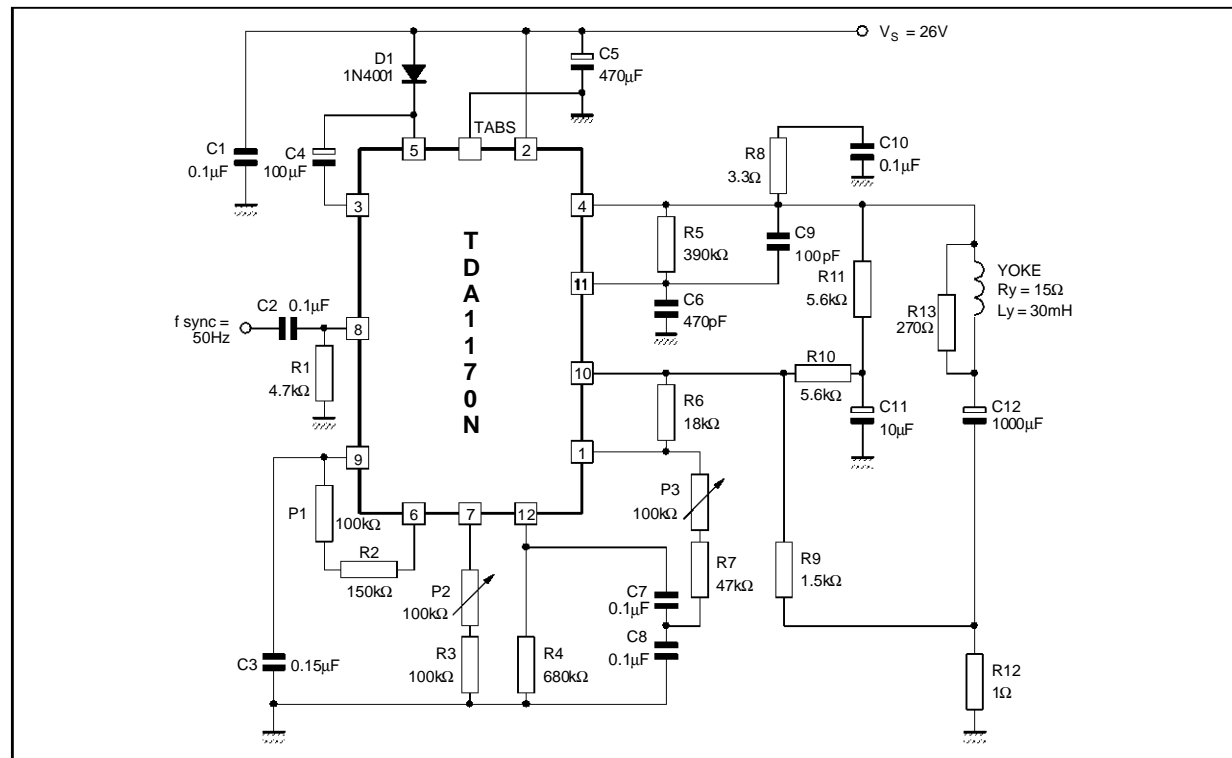 V_S = 26V
D1
1N4001
C5
470µF
TABS
C1
0.1µF
C4
100µF
5
2
R8
3.3Ω
C10
0.1µF
3
4
T
D
A
1
1
7
0
N
R5
390kΩ
C9
100pF
11
R11
5.6kΩ
YOKE
Ry = 15Ω
Ly = 30mH
C2
0.1µF
C6
470pF
R13
270Ω
f sync =
50Hz
8
R1
4.7kΩ
10
R10
5.6kΩ
R6
18kΩ
C11
10µF
C12
1000µF
9
1
P3
100kΩ
P1
100kΩ
6
7
12
R2
150kΩ
R7
47kΩ
R9
1.5kΩ
P2
100kΩ
C7
0.1µF
C3
0.15µF
R3
100kΩ
R4
680kΩ
C8
0.1µF
R12
1Ω